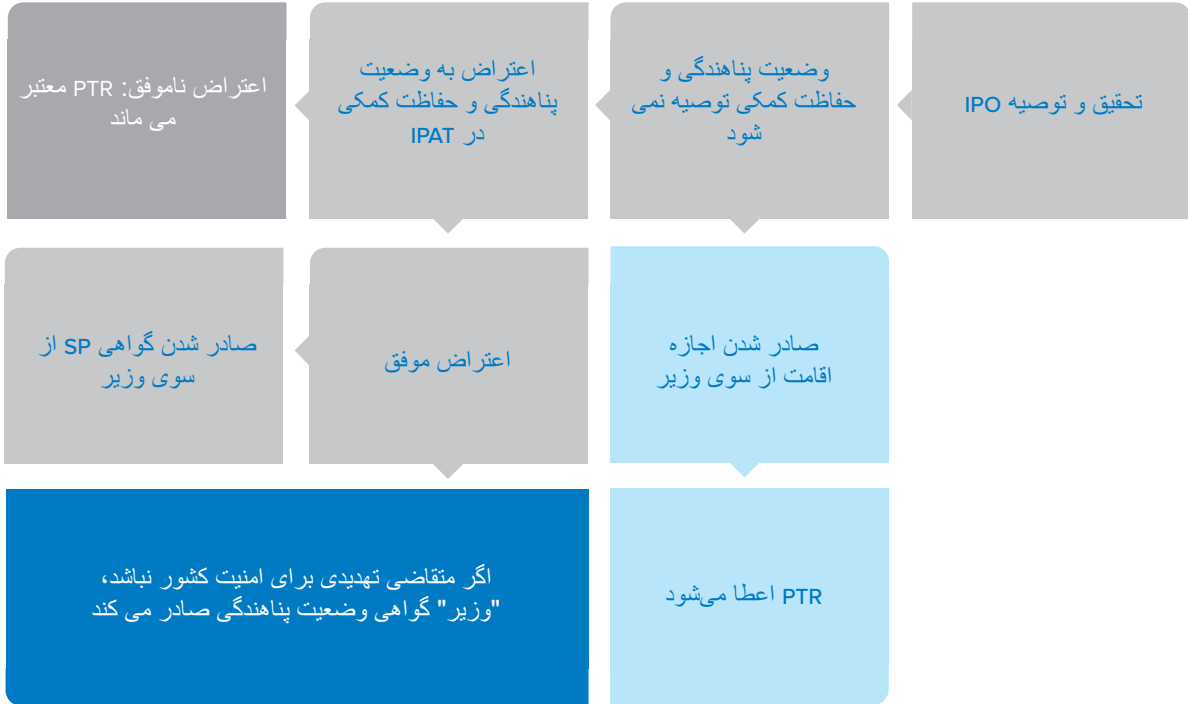 تحقیق و توصیه IPO
وضعیت پناهندگی و
حفاظت کمکی توصیه نمی
شود
اعتراض به وضعیت
پناهندگی و حفاظت کمکی
در IPAT
اعتراض ناموفق: PTR معتبر
می ماند
صادر شدن اجازه
اقامت از سوی وزیر
اعتراض موفق
صادر شدن گواهی SP از
سوی وزیر
PTR اعطا می‌شود
اگر متقاضی تهدیدی برای امنیت کشور نباشد،
"وزیر" گواهی وضعیت پناهندگی صادر می کند